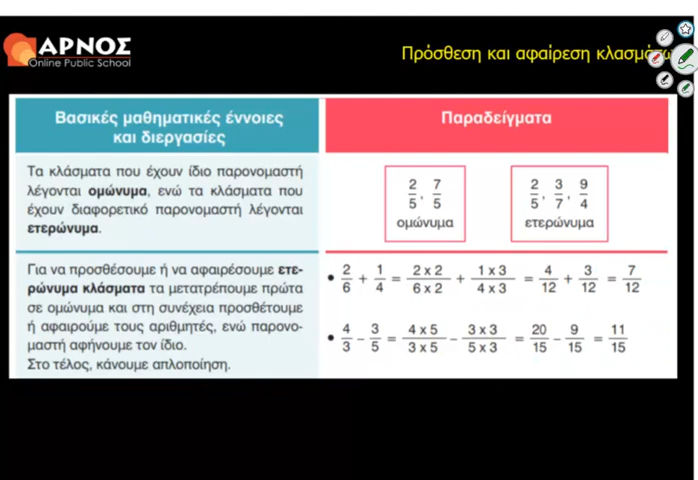 ΑΡΝΟΣ
Online Public School
Πρόσθεση και αφαίρεση κλασμάτων
Βασικές μαθηματικές έννοιες
και διεργασίες
Παραδείγματα
Τα κλάσματα που έχουν ίδιο παρονομαστή
λέγονται ομώνυμα, ενώ τα κλάσματα που
έχουν διαφορετικό παρονομαστή λέγονται
ετερώνυμα.
2/5, 7/5
ομώνυμα
2/5, 3/7, 9/4
ετερώνυμα
Για να προσθέσουμε ή να αφαιρέσουμε ετε-
ρώνυμα κλάσματα τα μετατρέπουμε πρώτα
σε ομώνυμα και στη συνέχεια προσθέτουμε
ή αφαιρούμε τους αριθμητές, ενώ παρονο-
μαστή αφήνουμε τον ίδιο.
Στο τέλος, κάνουμε απλοποίηση.
• 2/6 + 1/4 = 2 x 2/6 x 2 + 1 x 3/4 x 3 = 4/12 + 3/12 = 7/12
• 4/3 - 3/5 = 4 x 5/3 x 5 - 3 x 3/5 x 3 = 20/15 - 9/15 = 11/15